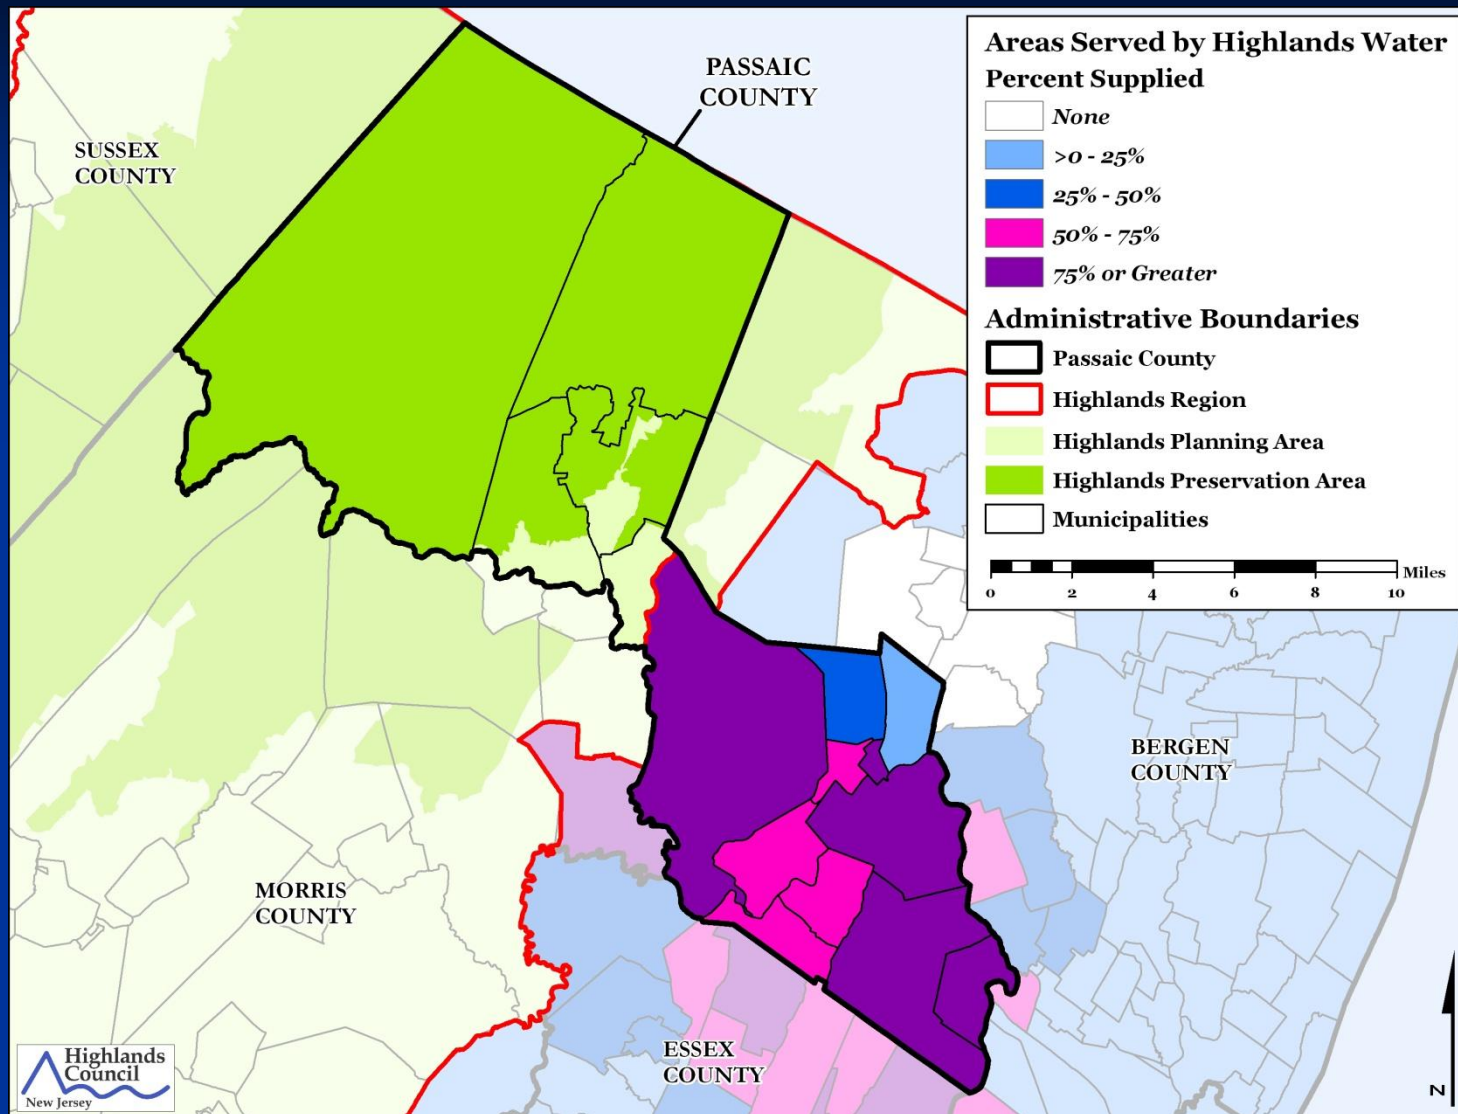 PASSAIC
COUNTY
SUSSEX
COUNTY
Areas Served by Highlands Water
Percent Supplied
None
>0 - 25%
25% - 50%
50% - 75%
75% or Greater
Administrative Boundaries
Passaic County
Highlands Region
Highlands Planning Area
Highlands Preservation Area
Municipalities
Miles
0 2 4 6 8 10
BERGEN
COUNTY
MORRIS
COUNTY
ESSEX
COUNTY
Highlands
Council
New Jersey
N